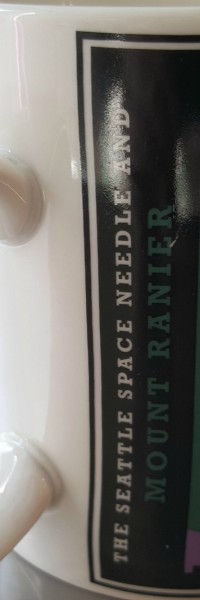 THE SEATTLE SPACE NEEDLE AND
MOUNT RANIER